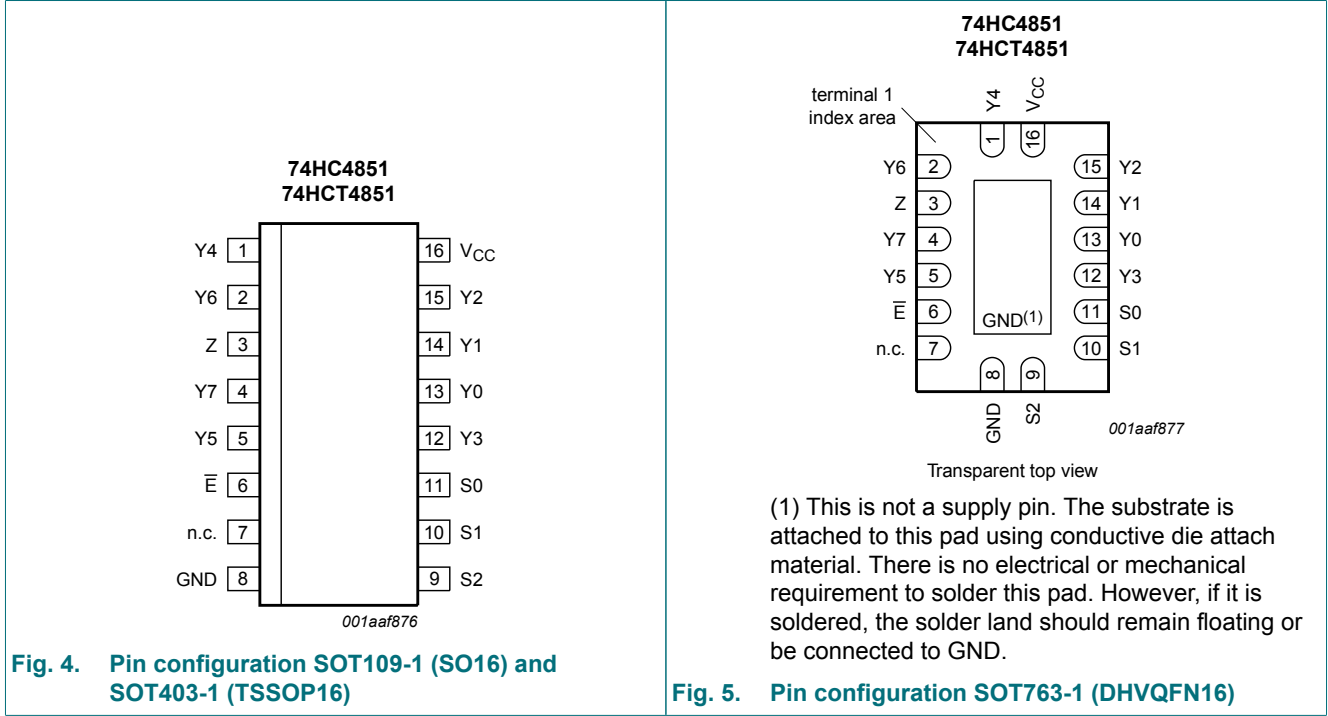 74HC4851
74HCT4851
Y4 1 16 VCC
Y6 2 15 Y2
Z 3 14 Y1
Y7 4 13 Y0
Y5 5 12 Y3
E̅ 6 11 S0
n.c. 7 10 S1
GND 8 9 S2
001aaf876
Fig. 4. Pin configuration SOT109-1 (SO16) and
SOT403-1 (TSSOP16)
74HC4851
74HCT4851
terminal 1
index area
Y4 VCC
1 16
Y6 2 15 Y2
Z 3 14 Y1
Y7 4 13 Y0
Y5 5 12 Y3
E̅ 6 11 S0
GND(1)
n.c. 7 10 S1
8 9
GND S2
001aaf877
Transparent top view
(1) This is not a supply pin. The substrate is
attached to this pad using conductive die attach
material. There is no electrical or mechanical
requirement to solder this pad. However, if it is
soldered, the solder land should remain floating or
be connected to GND.
Fig. 5. Pin configuration SOT763-1 (DHVQFN16)